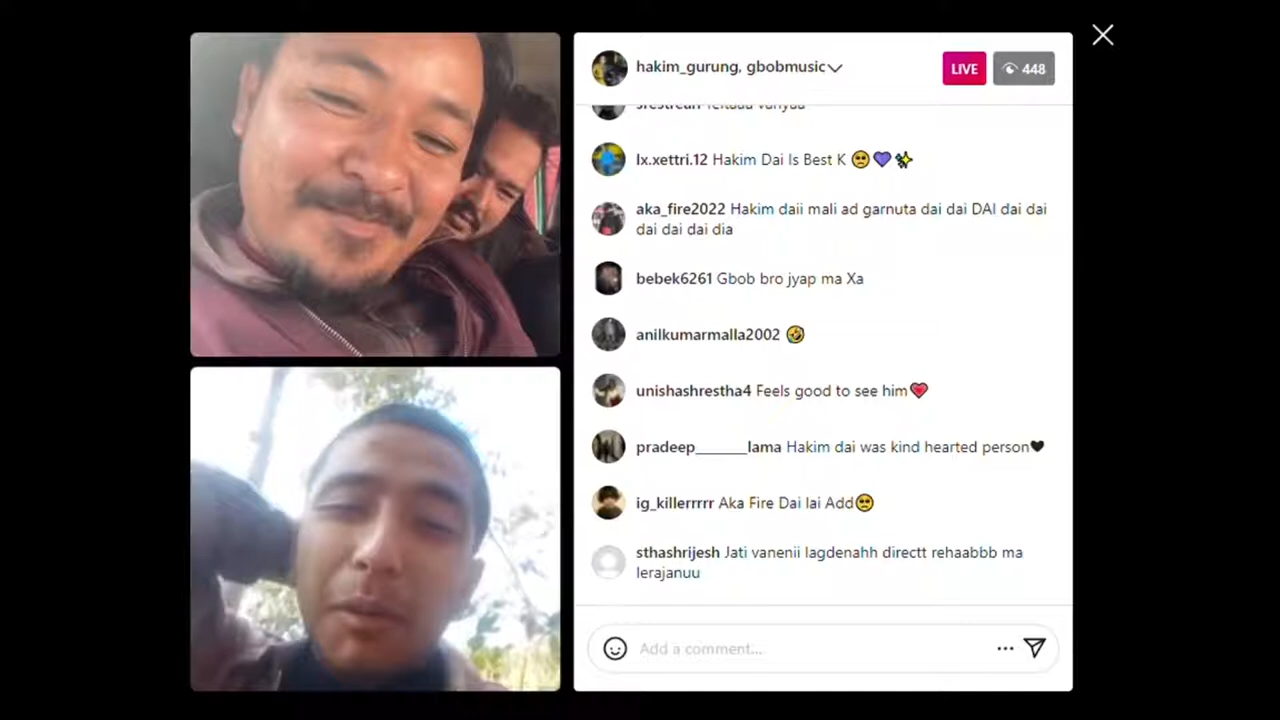 hakim_gurung, gbobmusic
LIVE
448
lx.xettri.12 Hakim Dai Is Best K 🥺💜✨
aka_fire2022 Hakim daii mali ad garnuta dai dai DAI dai dai
dai dai dai dia
bebek6261 Gbob bro jyap ma Xa
anilkumarmalla2002 🤣
unishashrestha4 Feels good to see him❤️
pradeep_______lama Hakim dai was kind hearted person🖤
ig_killerrrrr Aka Fire Dai lai Add🥺
sthashrijesh Jati vanenii lagdenahh directt rehaabbb ma
lerajanuu
Add a comment...